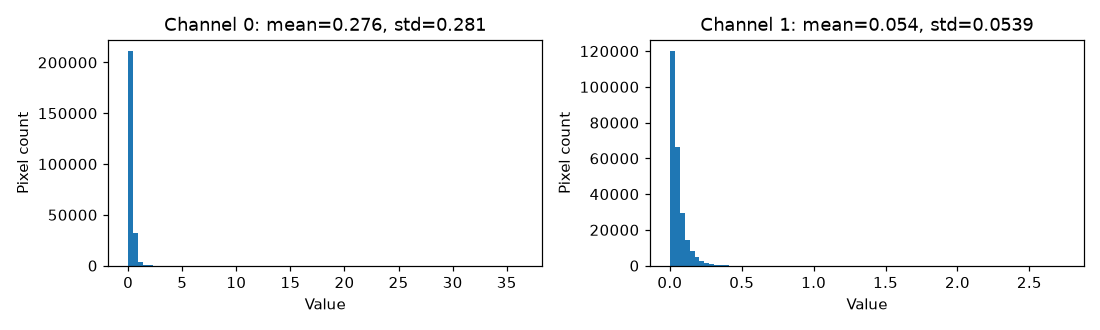 Channel 0: mean=0.276, std=0.281
Pixel count
200000
150000
100000
50000
0
0 5 10 15 20 25 30 35
Value
Channel 1: mean=0.054, std=0.0539
Pixel count
120000
100000
80000
60000
40000
20000
0
0.0 0.5 1.0 1.5 2.0 2.5
Value